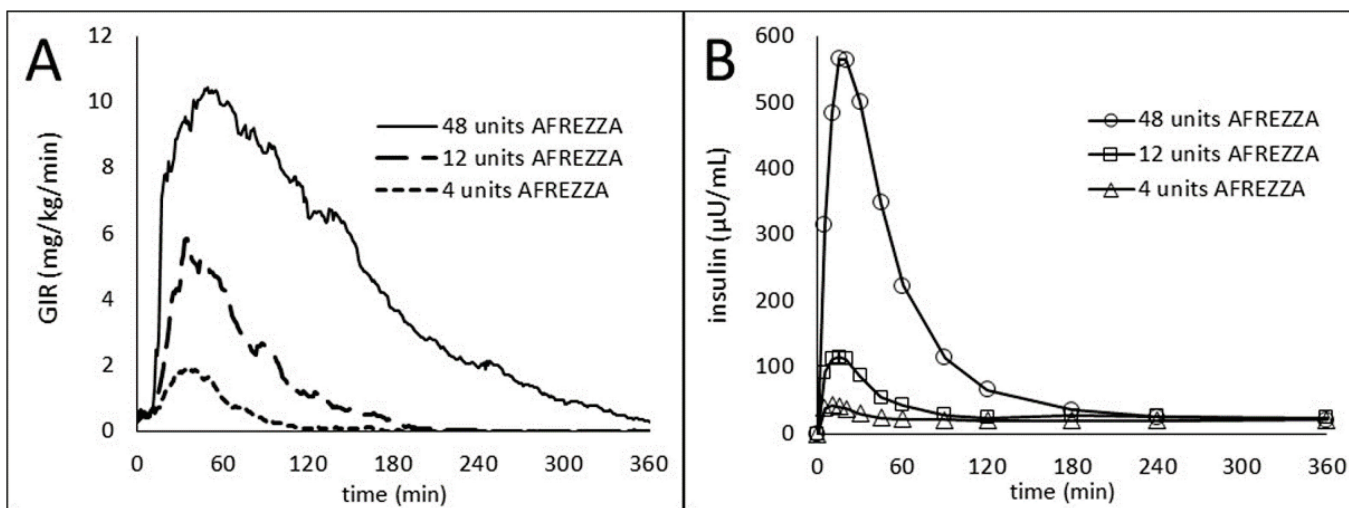 A
GIR (mg/kg/min)
12
10
8
6
4
2
0
0 60 120 180 240 300 360
time (min)
48 units AFREZZA
12 units AFREZZA
4 units AFREZZA
B
insulin (µU/mL)
600
500
400
300
200
100
0
0 60 120 180 240 300 360
time (min)
48 units AFREZZA
12 units AFREZZA
4 units AFREZZA